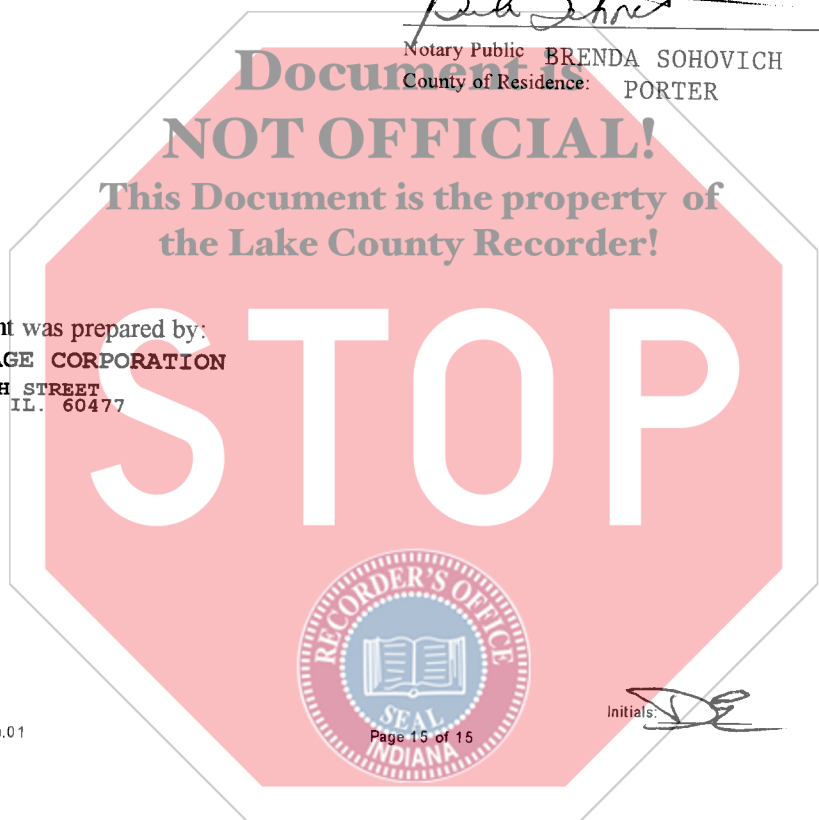 Notary Public BRENDA SOHOVICH
County of Residence: PORTER
Document is
NOT OFFICIAL!
This Document is the property of
the Lake County Recorder!
nt was prepared by:
AGE CORPORATION
H STREET
IL. 60477
STOP
RECORDER'S OFFICE
SEAL
INDIANA
Initials:
.01
Page 15 of 15